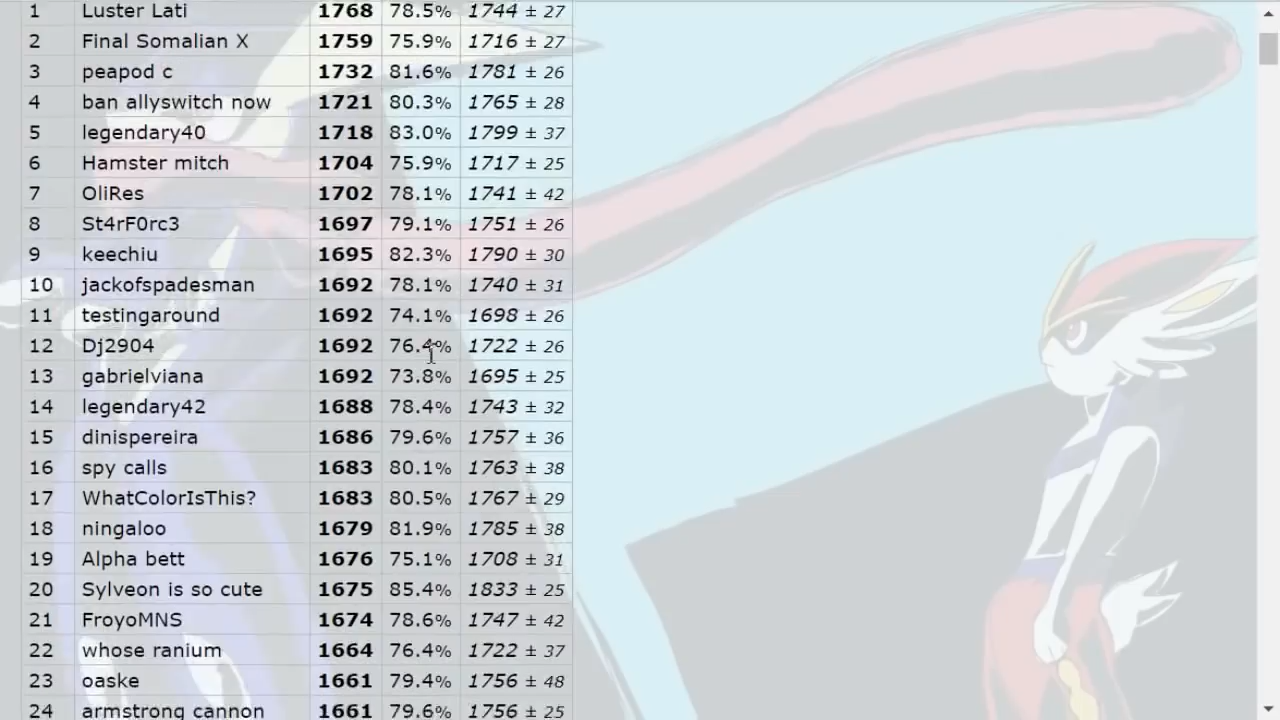 1 Luster Lati 1768 78.5% 1744 ± 27
2 Final Somalian X 1759 75.9% 1716 ± 27
3 peapod c 1732 81.6% 1781 ± 26
4 ban allyswitch now 1721 80.3% 1765 ± 28
5 legendary40 1718 83.0% 1799 ± 37
6 Hamster mitch 1704 75.9% 1717 ± 25
7 OliRes 1702 78.1% 1741 ± 42
8 St4rF0rc3 1697 79.1% 1751 ± 26
9 keechiu 1695 82.3% 1790 ± 30
10 jackofspadesman 1692 78.1% 1740 ± 31
11 testingaround 1692 74.1% 1698 ± 26
12 Dj2904 1692 76.4% 1722 ± 26
13 gabrielviana 1692 73.8% 1695 ± 25
14 legendary42 1688 78.4% 1743 ± 32
15 dinispereira 1686 79.6% 1757 ± 36
16 spy calls 1683 80.1% 1763 ± 38
17 WhatColorIsThis? 1683 80.5% 1767 ± 29
18 ningaloo 1679 81.9% 1785 ± 38
19 Alpha bett 1676 75.1% 1708 ± 31
20 Sylveon is so cute 1675 85.4% 1833 ± 25
21 FroyoMNS 1674 78.6% 1747 ± 42
22 whose ranium 1664 76.4% 1722 ± 37
23 oaske 1661 79.4% 1756 ± 48
24 armstrong cannon 1661 79.6% 1756 ± 25